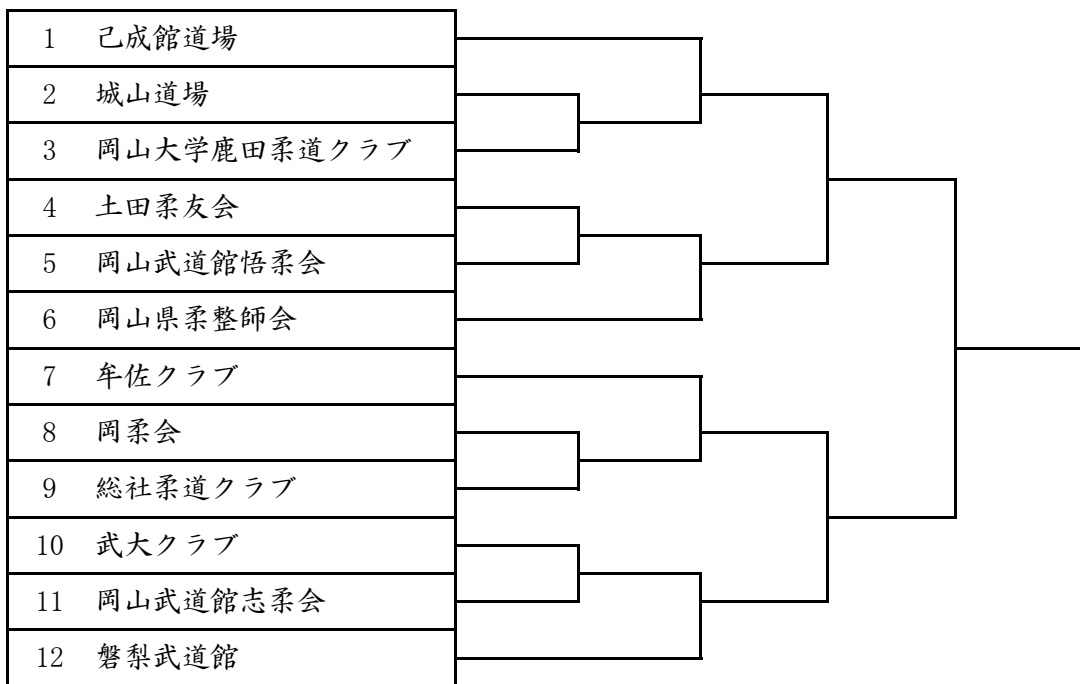 1 己成館道場
2 城山道場
3 岡山大学鹿田柔道クラブ
4 土田柔友会
5 岡山武道館悟柔会
6 岡山県柔整師会
7 牟佐クラブ
8 岡柔会
9 総社柔道クラブ
10 武大クラブ
11 岡山武道館志柔会
12 磐梨武道館